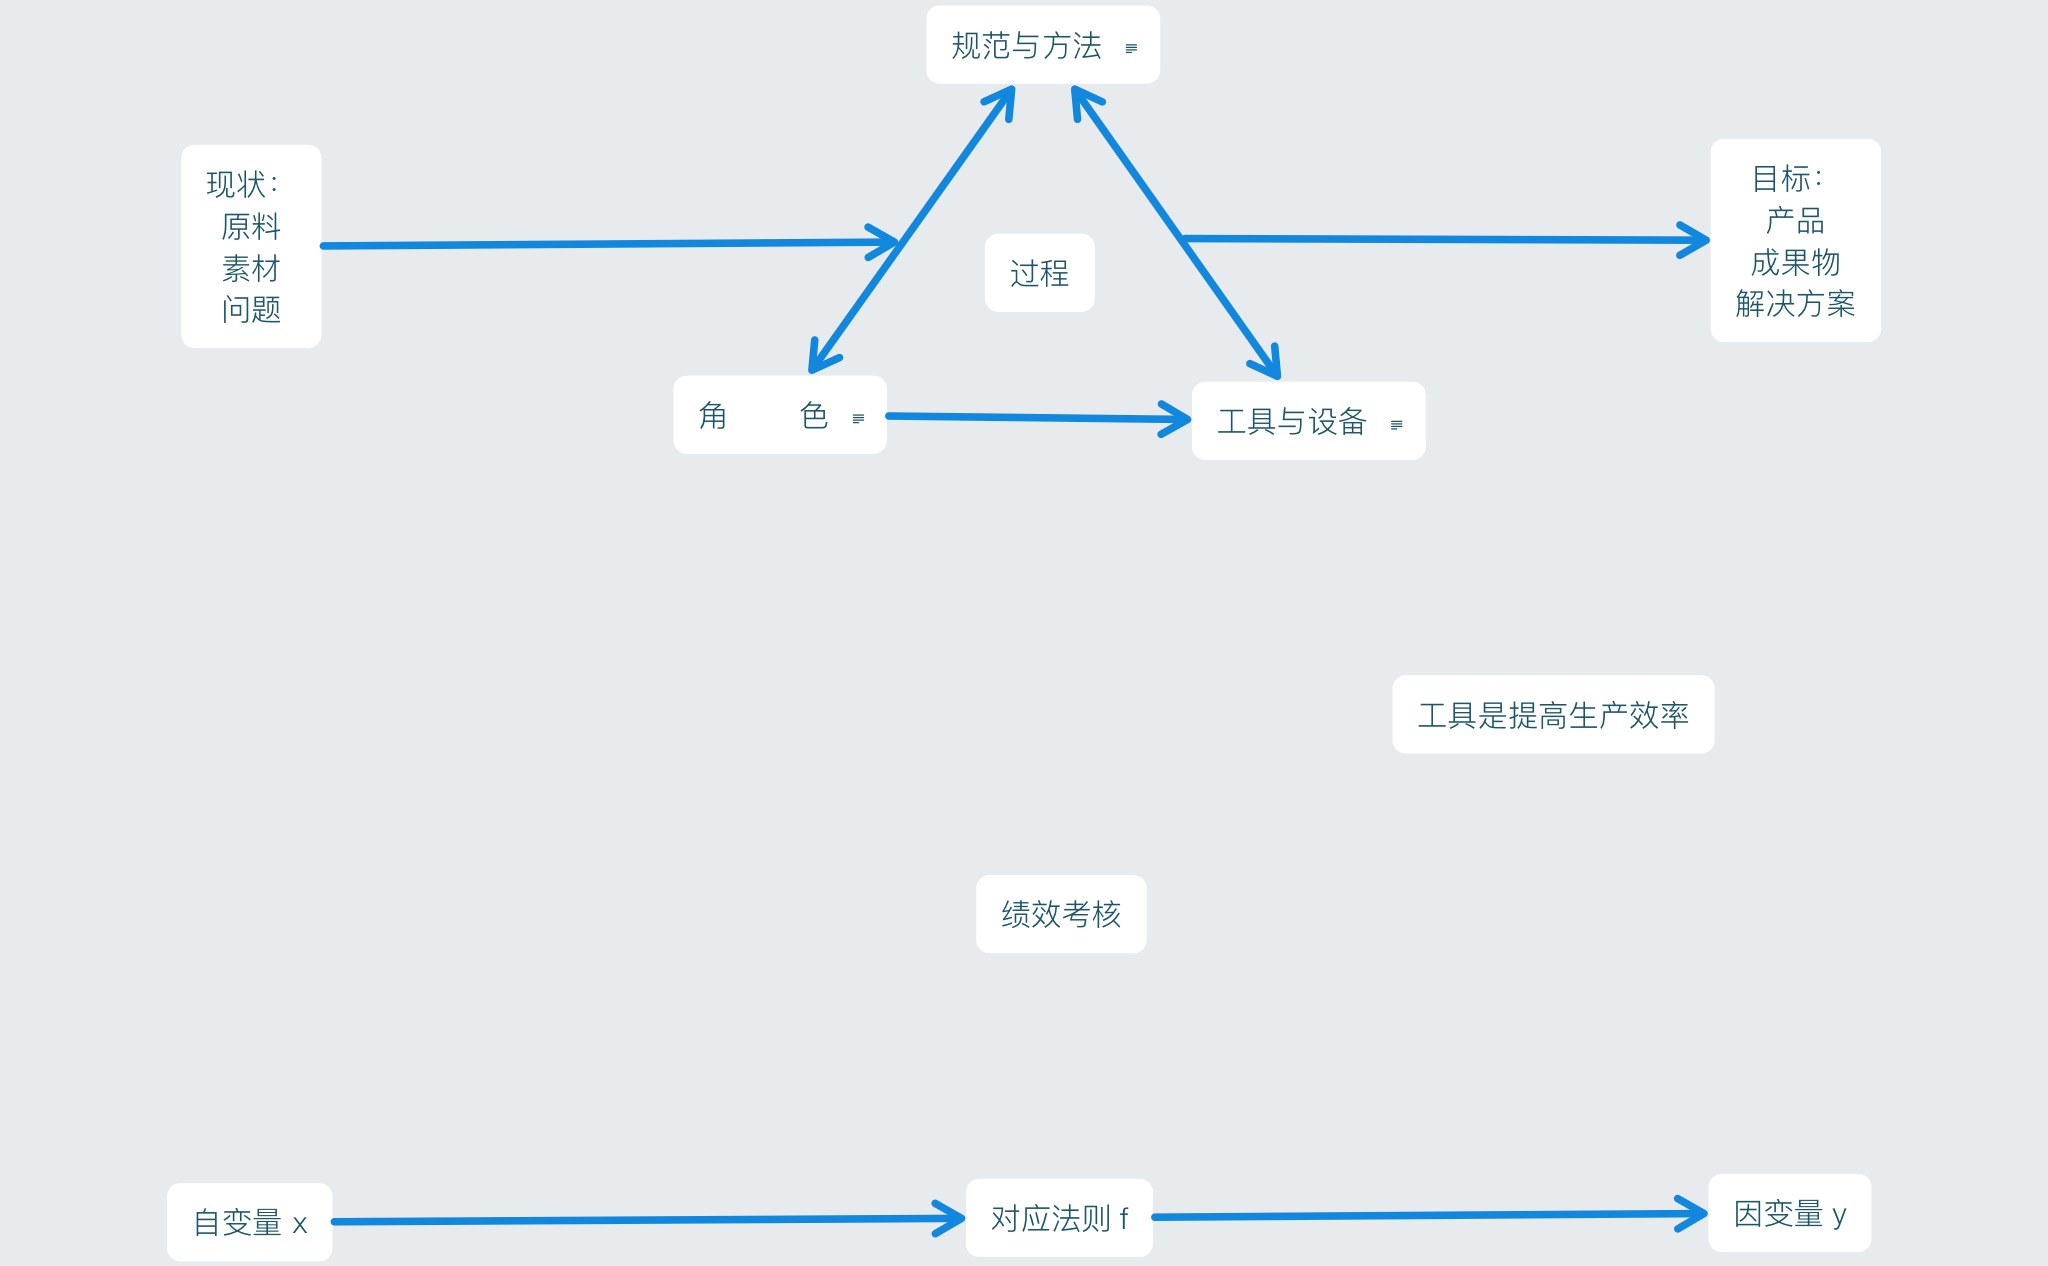 规范与方法
现状：
原料
素材
问题
目标：
产品
成果物
解决方案
过程
角 色
工具与设备
工具是提高生产效率
绩效考核
自变量 x
对应法则 f
因变量 y